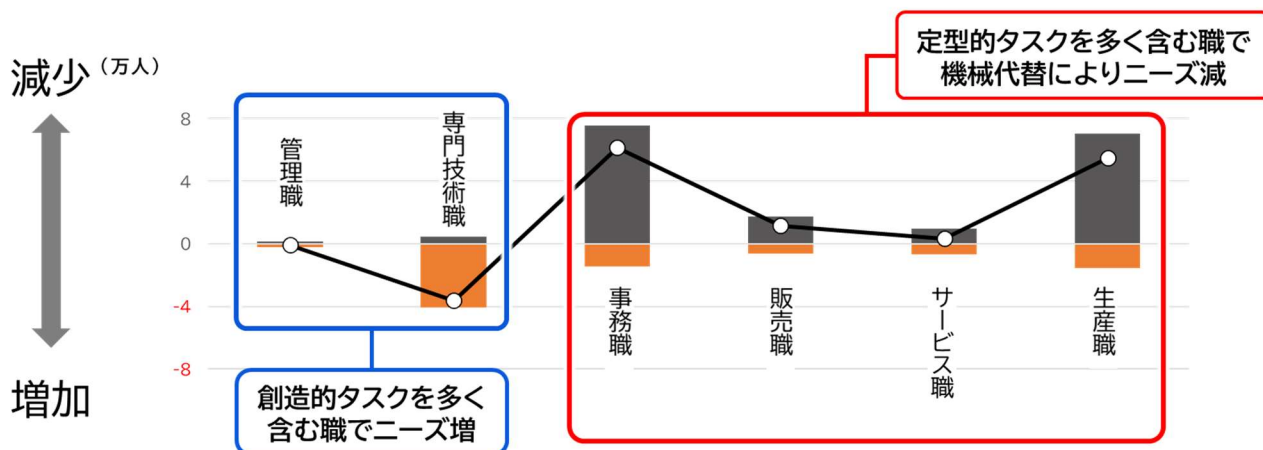 定型的タスクを多く含む職で
機械代替によりニーズ減
減少（万人）
増加
8
4
0
-4
-8
管理職
専門技術職
事務職
販売職
サービス職
生産職
創造的タスクを多く
含む職でニーズ増